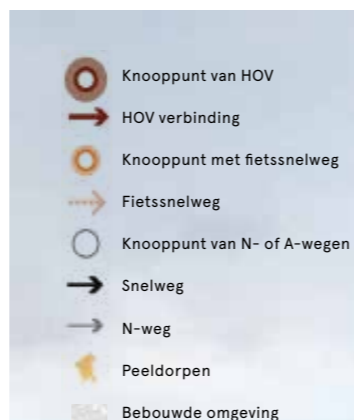 Knooppunt van HOV
HOV verbinding
Knooppunt met fietssnelweg
Fietssnelweg
Knooppunt van N- of A-wegen
Snelweg
N-weg
Peeldorpen
Bebouwde omgeving